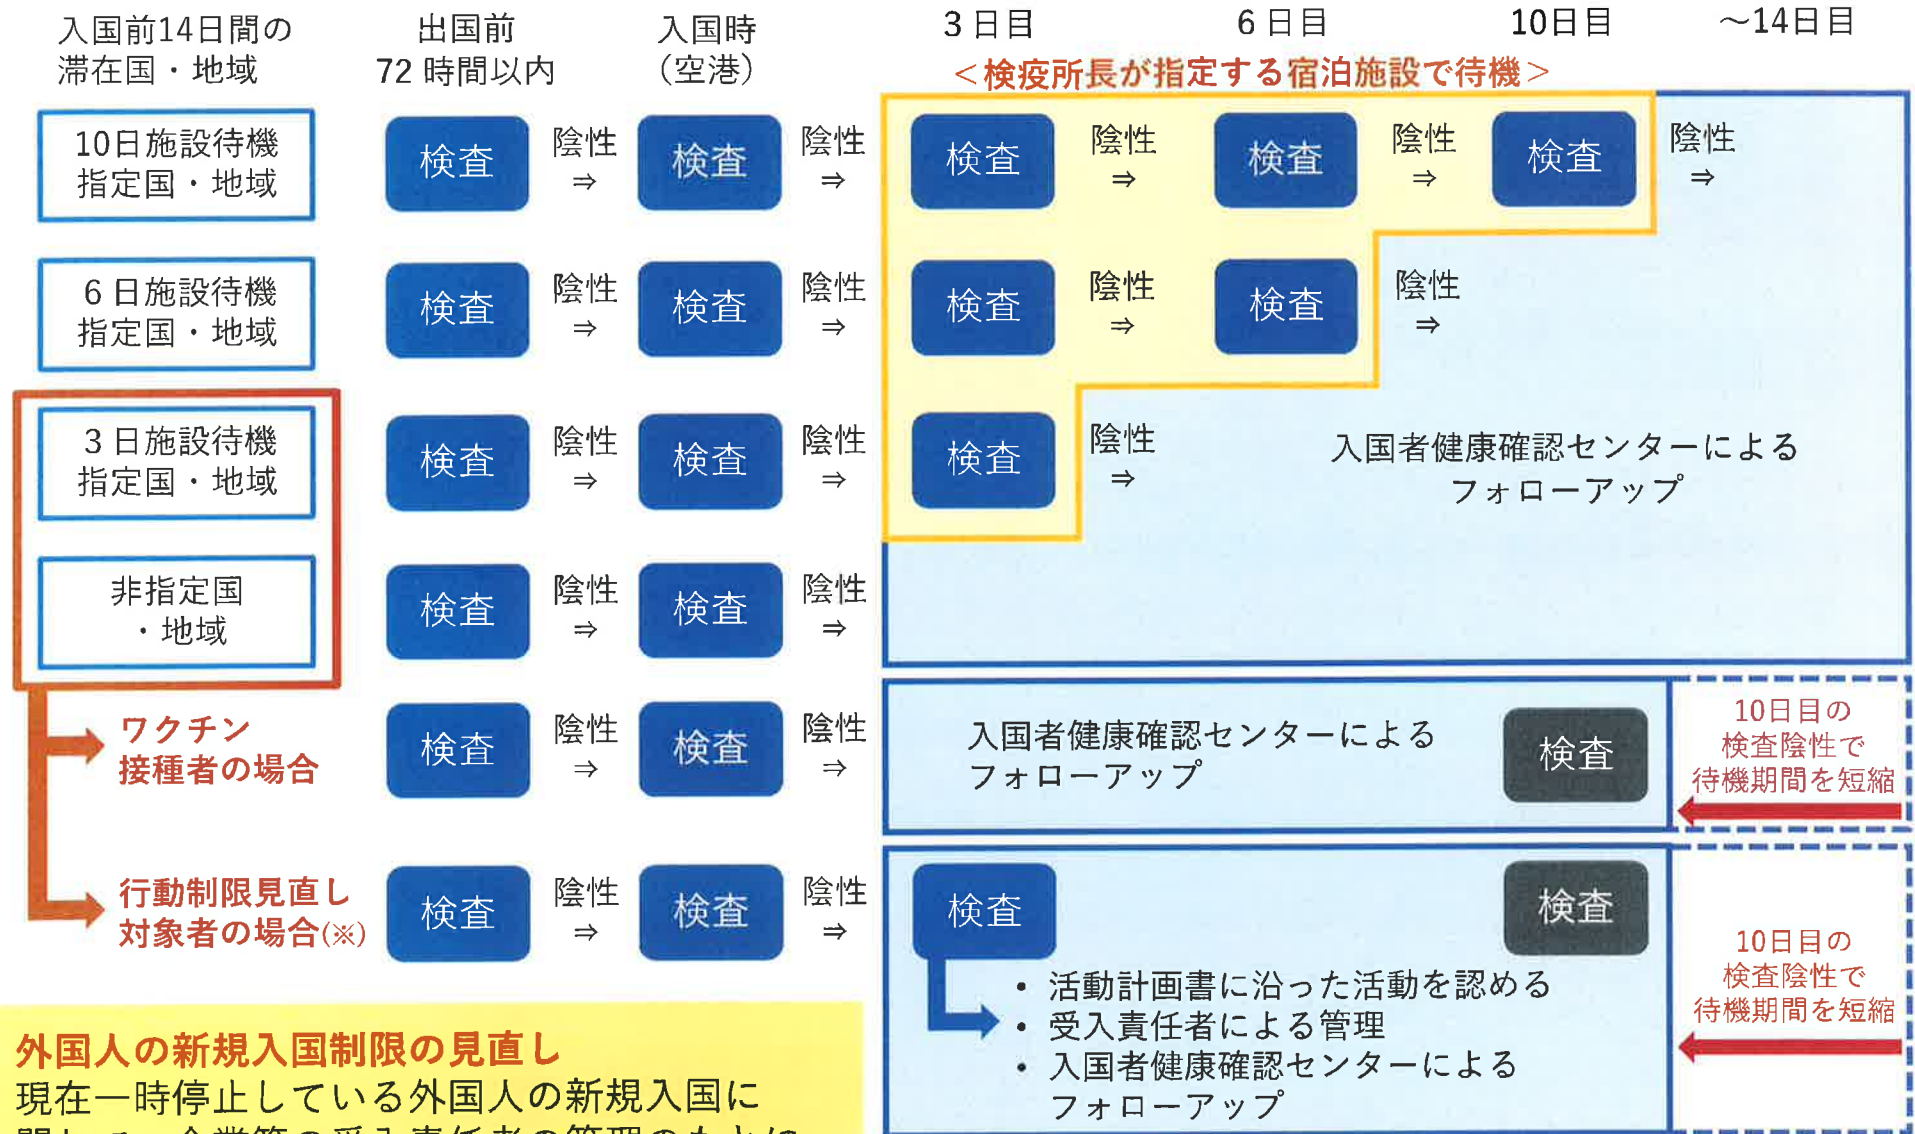 入国前14日間の
滞在国・地域
出国前
72 時間以内
入国時
（空港）
3 日目
6 日目
10日目
～14日目
＜検疫所長が指定する宿泊施設で待機＞
10日施設待機
指定国・地域
検査
陰性
⇒
検査
陰性
⇒
検査
陰性
⇒
検査
陰性
⇒
検査
陰性
⇒
6 日施設待機
指定国・地域
検査
陰性
⇒
検査
陰性
⇒
検査
陰性
⇒
検査
陰性
⇒
3 日施設待機
指定国・地域
検査
陰性
⇒
検査
陰性
⇒
検査
陰性
⇒
入国者健康確認センターによる
フォローアップ
非指定国
・地域
検査
陰性
⇒
検査
陰性
⇒
ワクチン
接種者の場合
検査
陰性
⇒
検査
陰性
⇒
入国者健康確認センターによる
フォローアップ
検査
10日目の
検査陰性で
待機期間を短縮
行動制限見直し
対象者の場合(※)
検査
陰性
⇒
検査
陰性
⇒
検査
検査
• 活動計画書に沿った活動を認める
• 受入責任者による管理
• 入国者健康確認センターによる
フォローアップ
10日目の
検査陰性で
待機期間を短縮
外国人の新規入国制限の見直し
現在一時停止している外国人の新規入国に